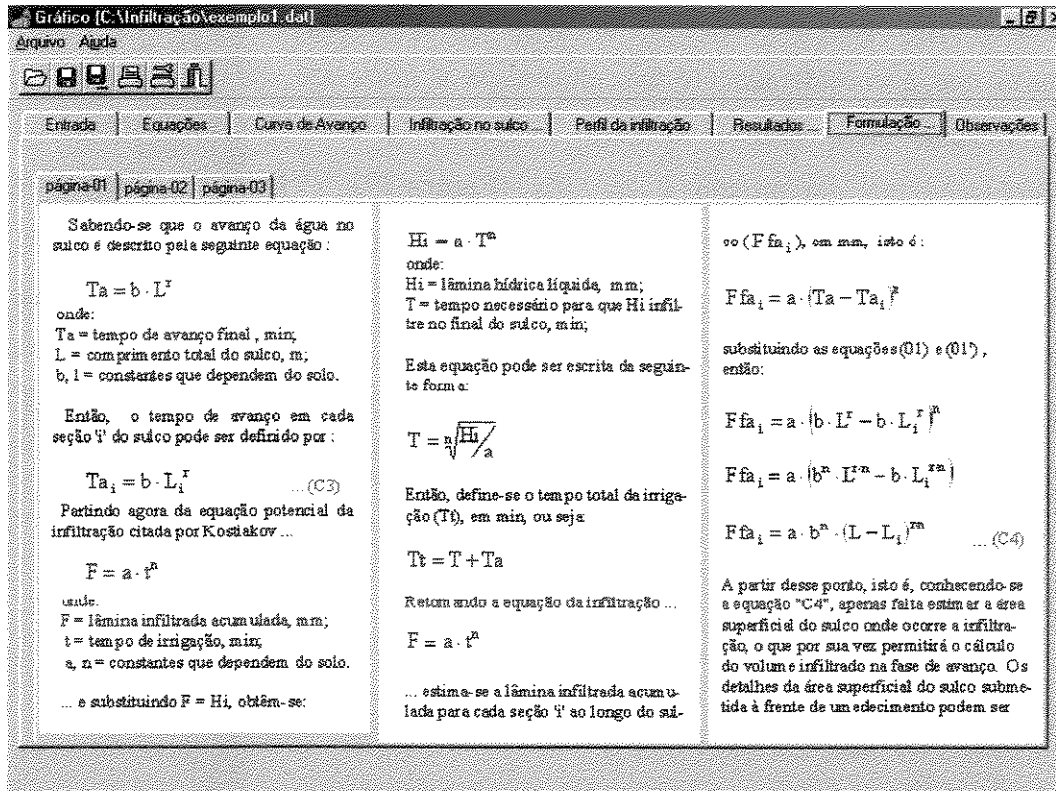 Gráfico [C:\Infiltração\exemplo1.dat]
Arquivo Ajuda
Entrada Equações Curva de Avanço Infiltração no sulco... Perfil da infiltração Resultados... Formulação... Observações
página-01 página-02 página-03
Sabendo-se que o avanço da água no
sulco é descrito pela seguinte equação :
Ta = b · L^r
onde:
Ta = tempo de avanço final , min;
L = comprimento total do sulco, m;
b, l = constantes que dependem do solo.
Então, o tempo de avanço em cada
seção 'i' do sulco pode ser definido por :
Ta_i = b · L_i^r ...(C3)
Partindo agora da equação potencial da
infiltração citada por Kostiakov ...
F = a · t^n
onde:
F = lâmina infiltrada acumulada, mm;
t = tempo de irrigação, min;
a, n = constantes que dependem do solo.
... e substituindo F = Hi, obtêm-se:
Hi = a · T^n
onde:
Hi = lâmina hídrica líquida, mm;
T = tempo necessário para que Hi infil-
tre no final do sulco, min;
Esta equação pode ser escrita da seguin-
te forma:
T = n√(Hi/a)
Então, define-se o tempo total da irriga-
ção (Tt), em min, ou seja:
Tt = T + Ta
Retomando a equação da infiltração ...
F = a · t^n
... estima-se a lâmina infiltrada acumu-
lada para cada seção 'i' ao longo do sul-
co (F fa_i), em mm, isto é :
F fa_i = a · (Ta − Ta_i)^n
substituindo as equações (01) e (01') ,
então:
F fa_i = a · (b · L^r − b · L_i^r)^n
F fa_i = a · (b^n · L^r·n − b · L_i^rn)
F fa_i = a · b^n · (L − L_i)^rn ... (C4)
A partir desse ponto, isto é, conhecendo-se
a equação "C4", apenas falta estimar a área
superficial do sulco onde ocorre a infiltra-
ção, o que por sua vez permitirá o cálculo
do volume infiltrado na fase de avanço. Os
detalhes da área superficial do sulco subme-
tida à frente de umedecimento podem ser